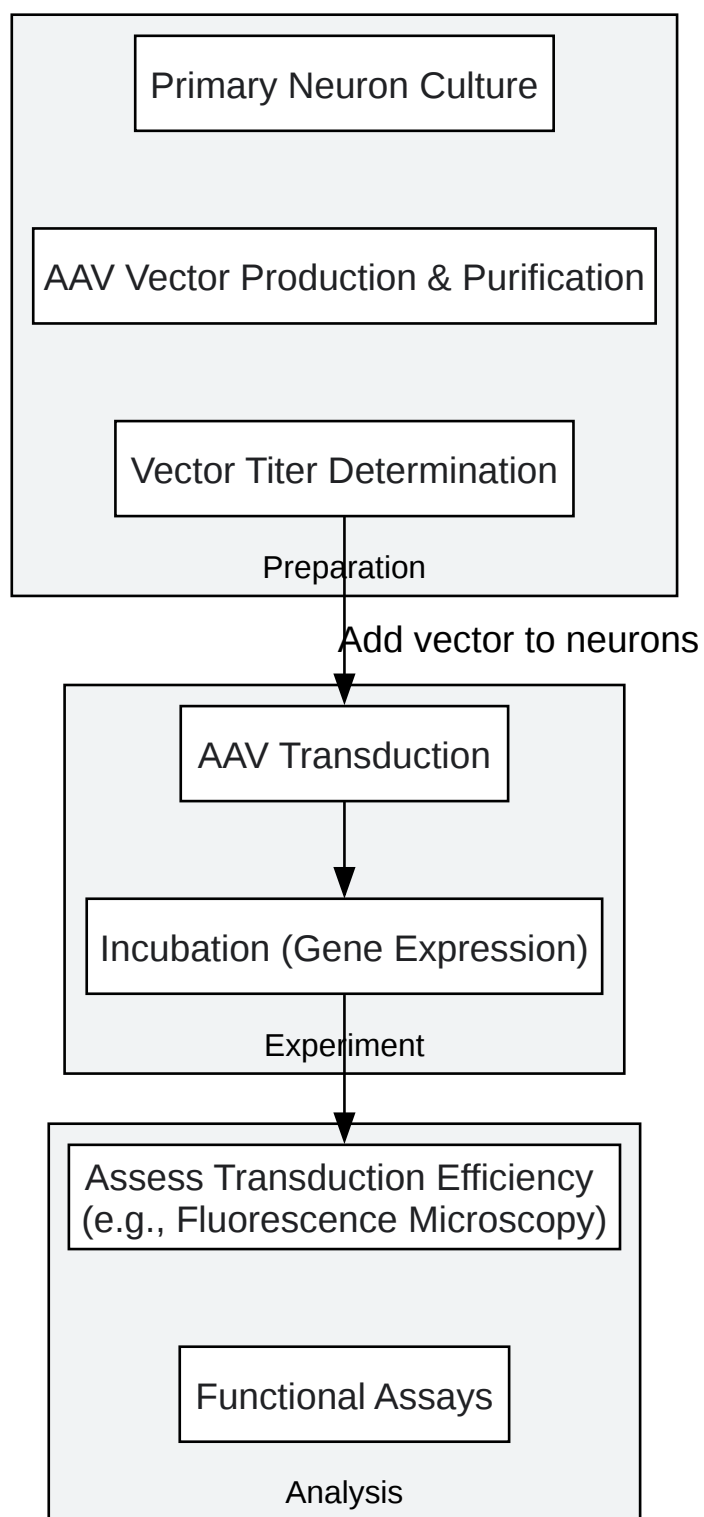 Primary Neuron Culture
AAV Vector Production & Purification
Vector Titer Determination
Preparation
Add vector to neurons
AAV Transduction
Incubation (Gene Expression)
Experiment
Assess Transduction Efficiency
(e.g., Fluorescence Microscopy)
Functional Assays
Analysis